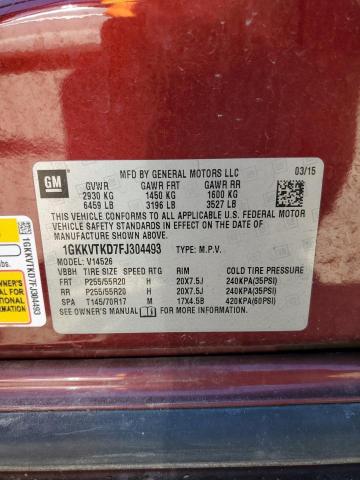 GM
MFD BY GENERAL MOTORS LLC 03/15
GVWR GAWR FRT GAWR RR
2930 KG 1450 KG 1600 KG
6459 LB 3196 LB 3527 LB
THIS VEHICLE CONFORMS TO ALL APPLICABLE U.S. FEDERAL MOTOR
VEHICLE SAFETY, BUMPER, AND THEFT PREVENTION STANDARDS IN
EFFECT ON THE DATE OF MANUFACTURE SHOWN ABOVE.
1GKKVTKD7FJ304493 TYPE: M.P.V.
MODEL: V14526
VBBH TIRE SIZE SPEED RTG RIM COLD TIRE PRESSURE
FRT P255/55R20 H 20X7.5J 240KPA(35PSI)
RR P255/55R20 H 20X7.5J 240KPA(35PSI)
SPA T145/70R17 M 17X4.5B 420KPA(60PSI)
SEE OWNER'S MANUAL FOR MORE INFORMATION.
1GKKVTKD7FJ304493